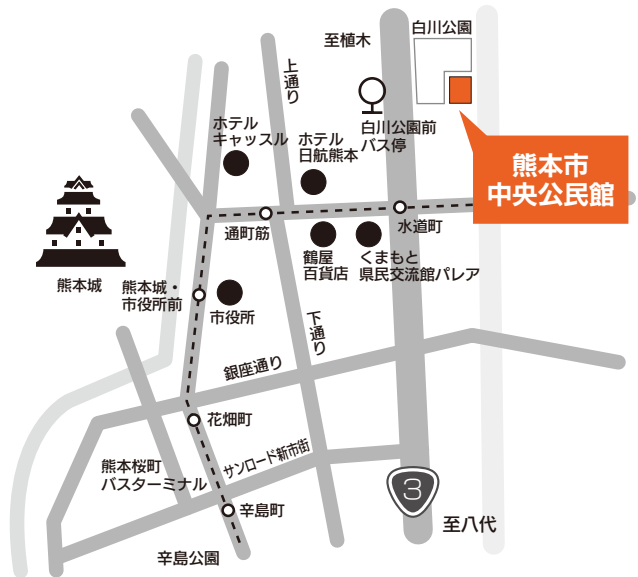 白川公園
至植木
上通り
ホテル
キャッスル
ホテル
日航熊本
白川公園前
バス停
熊本市
中央公民館
通町筋
水道町
鶴屋
百貨店
くまもと
県民交流館パレア
熊本城
熊本城・
市役所前
市役所
下通り
銀座通り
花畑町
サンロード新市街
熊本桜町
バスターミナル
3
辛島町
至八代
辛島公園